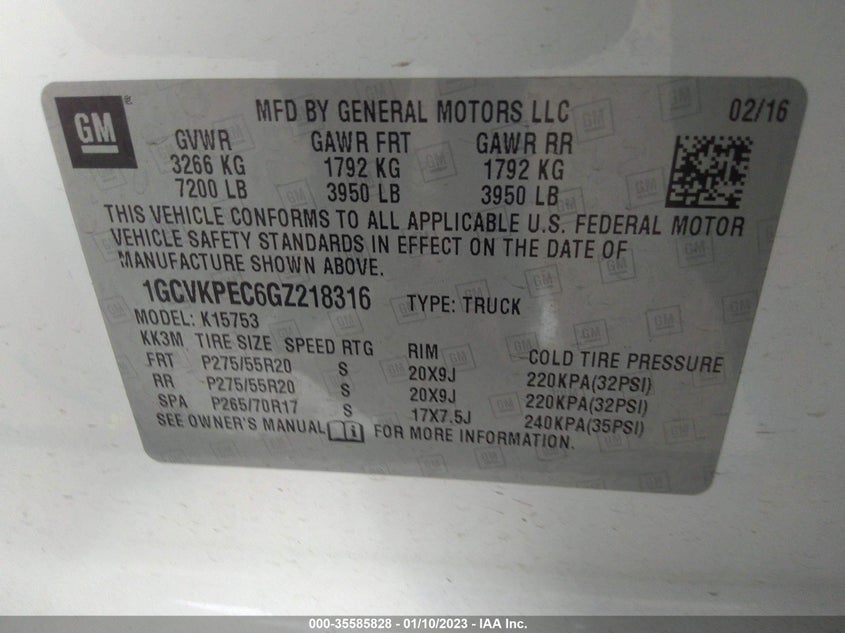 GM ®
MFD BY GENERAL MOTORS LLC 02/16
GVWR GAWR FRT GAWR RR
3266 KG 1792 KG 1792 KG
7200 LB 3950 LB 3950 LB
THIS VEHICLE CONFORMS TO ALL APPLICABLE U.S. FEDERAL MOTOR
VEHICLE SAFETY STANDARDS IN EFFECT ON THE DATE OF
MANUFACTURE SHOWN ABOVE.
1GCVKPEC6GZ218316 TYPE: TRUCK
MODEL: K15753
KK3M TIRE SIZE SPEED RTG RIM COLD TIRE PRESSURE
FRT P275/55R20 S 20X9J 220KPA(32PSI)
RR P275/55R20 S 20X9J 220KPA(32PSI)
SPA P265/70R17 S 17X7.5J 240KPA(35PSI)
SEE OWNER'S MANUAL i FOR MORE INFORMATION.
000-35585828 - 01/10/2023 - IAA Inc.